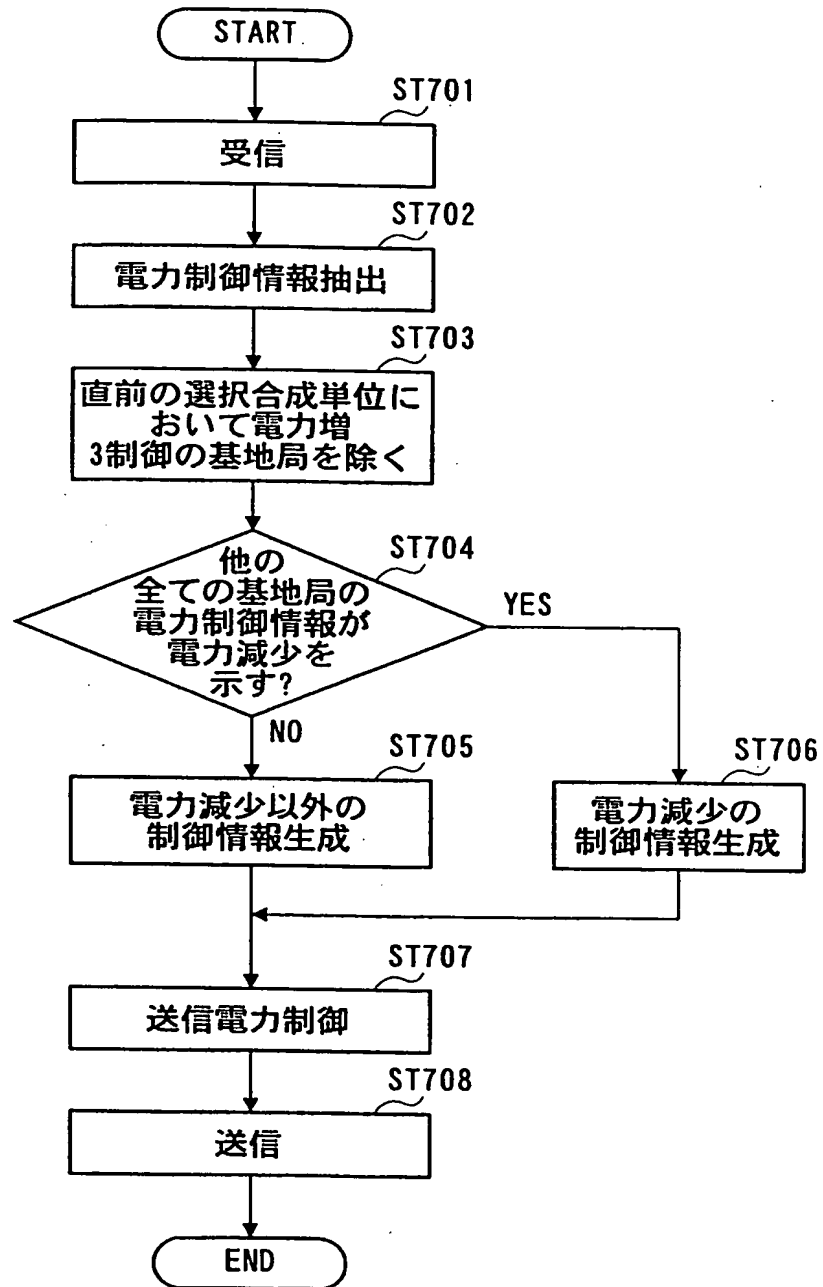 START
ST701
受信
ST702
電力制御情報抽出
ST703
直前の選択合成単位に
おいて電力増
3制御の基地局を除く
ST704
他の
全ての基地局の
電力制御情報が
電力減少を
示す?
YES
NO
ST705
電力減少以外の
制御情報生成
ST706
電力減少の
制御情報生成
ST707
送信電力制御
ST708
送信
END